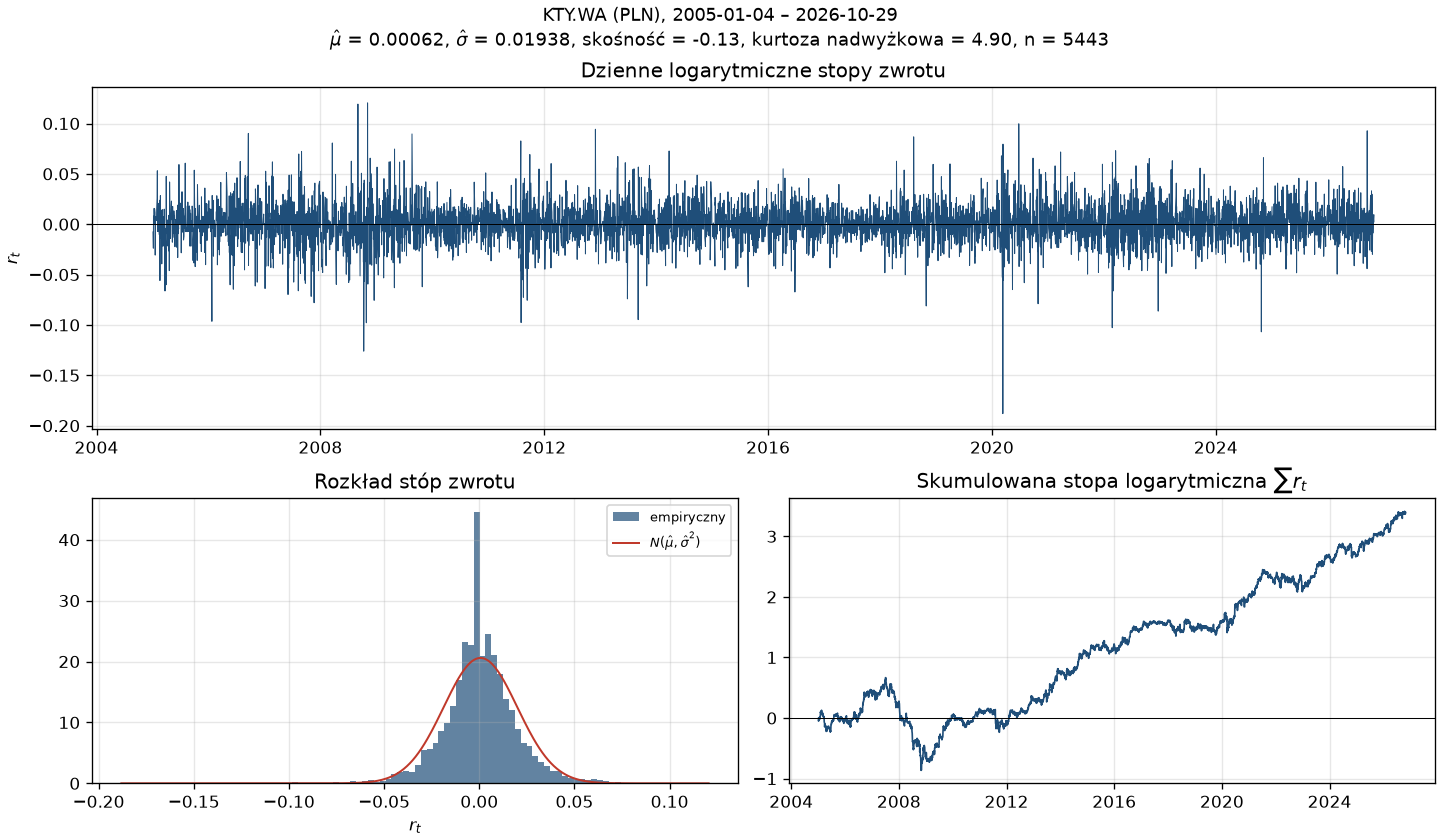 KTY.WA (PLN), 2005-01-04 – 2026-10-29
μ̂ = 0.00062, σ̂ = 0.01938, skośność = -0.13, kurtoza nadwyżkowa = 4.90, n = 5443
Dzienne logarytmiczne stopy zwrotu
0.10
0.05
0.00
−0.05
−0.10
−0.15
−0.20
r_t
2004 2008 2012 2016 2020 2024
Rozkład stóp zwrotu
empiryczny
N(μ̂, σ̂²)
40
30
20
10
0
−0.20 −0.15 −0.10 −0.05 0.00 0.05 0.10
r_t
Skumulowana stopa logarytmiczna ∑r_t
3
2
1
0
−1
2004 2008 2012 2016 2020 2024